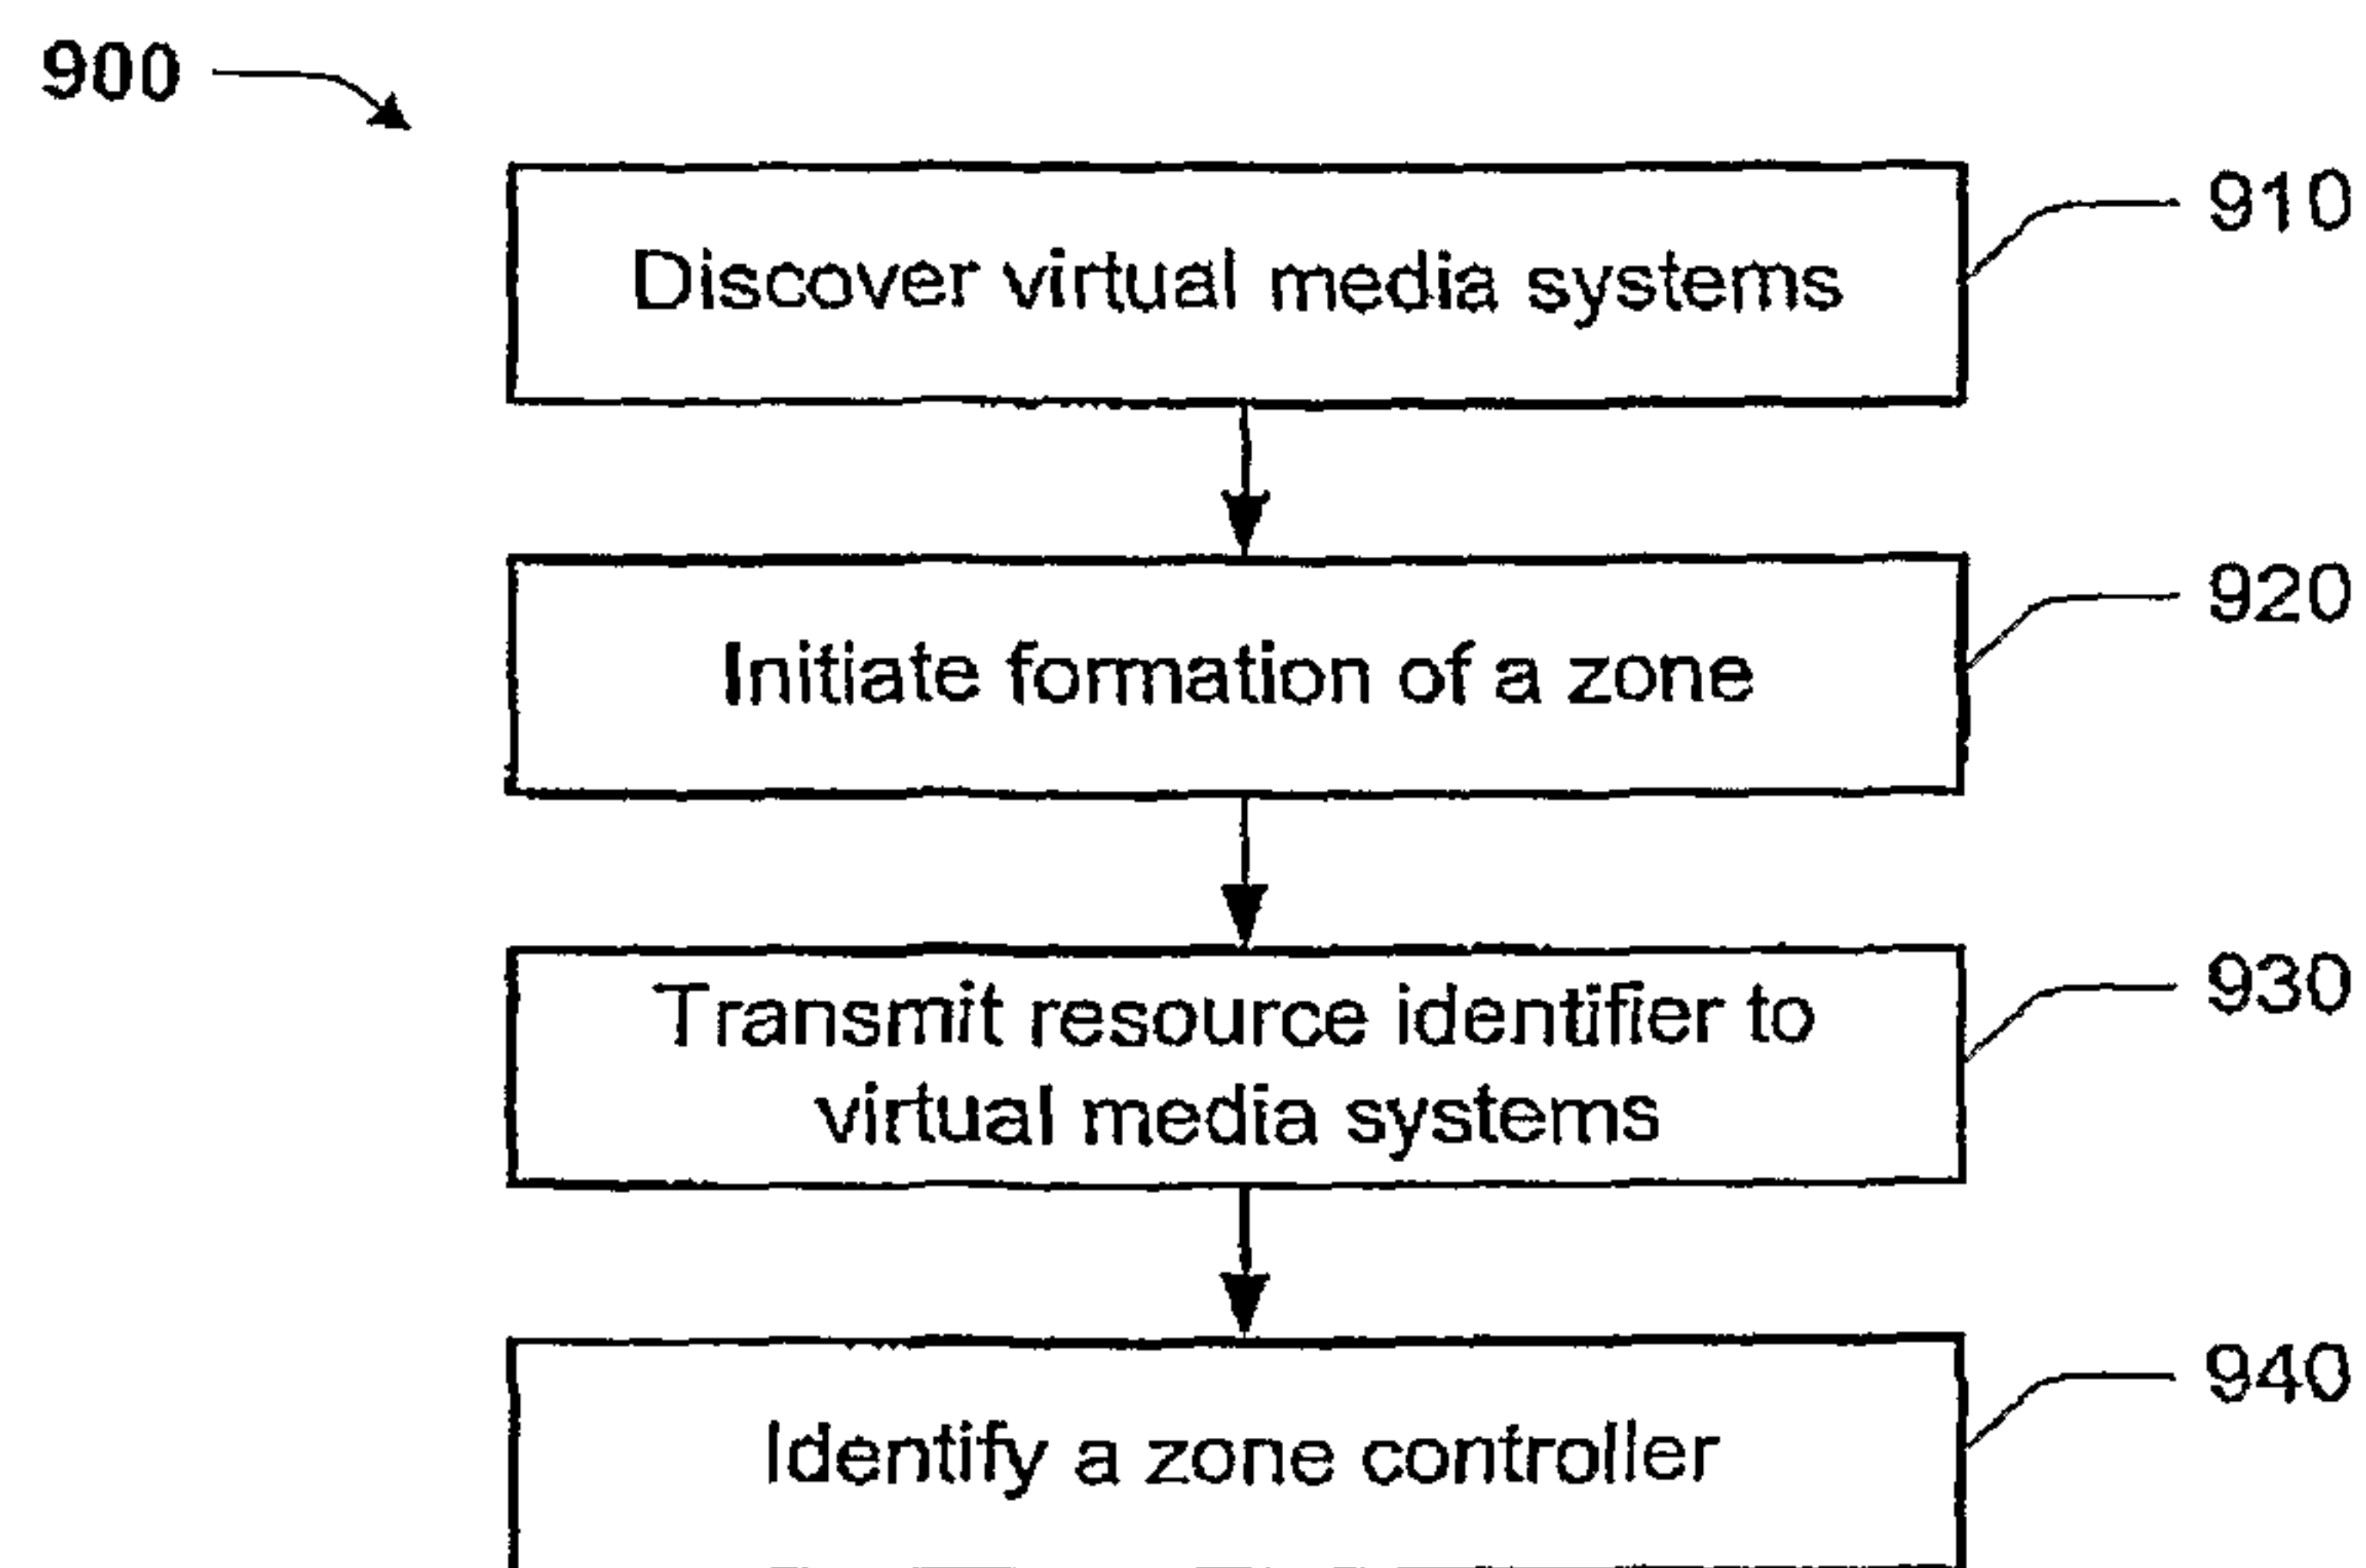 900
910
Discover virtual media systems
920
Initiate formation of a zone
930
Transmit resource identifier to
virtual media systems
940
Identify a zone controller